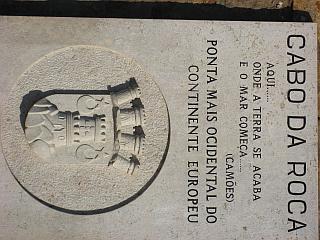 CABO DA ROCA
AQUI.....
ONDE A TERRA SE ACABA
E O MAR COMEÇA....
(CAMÕES)
PONTA MAIS OCIDENTAL DO
CONTINENTE EUROPEU